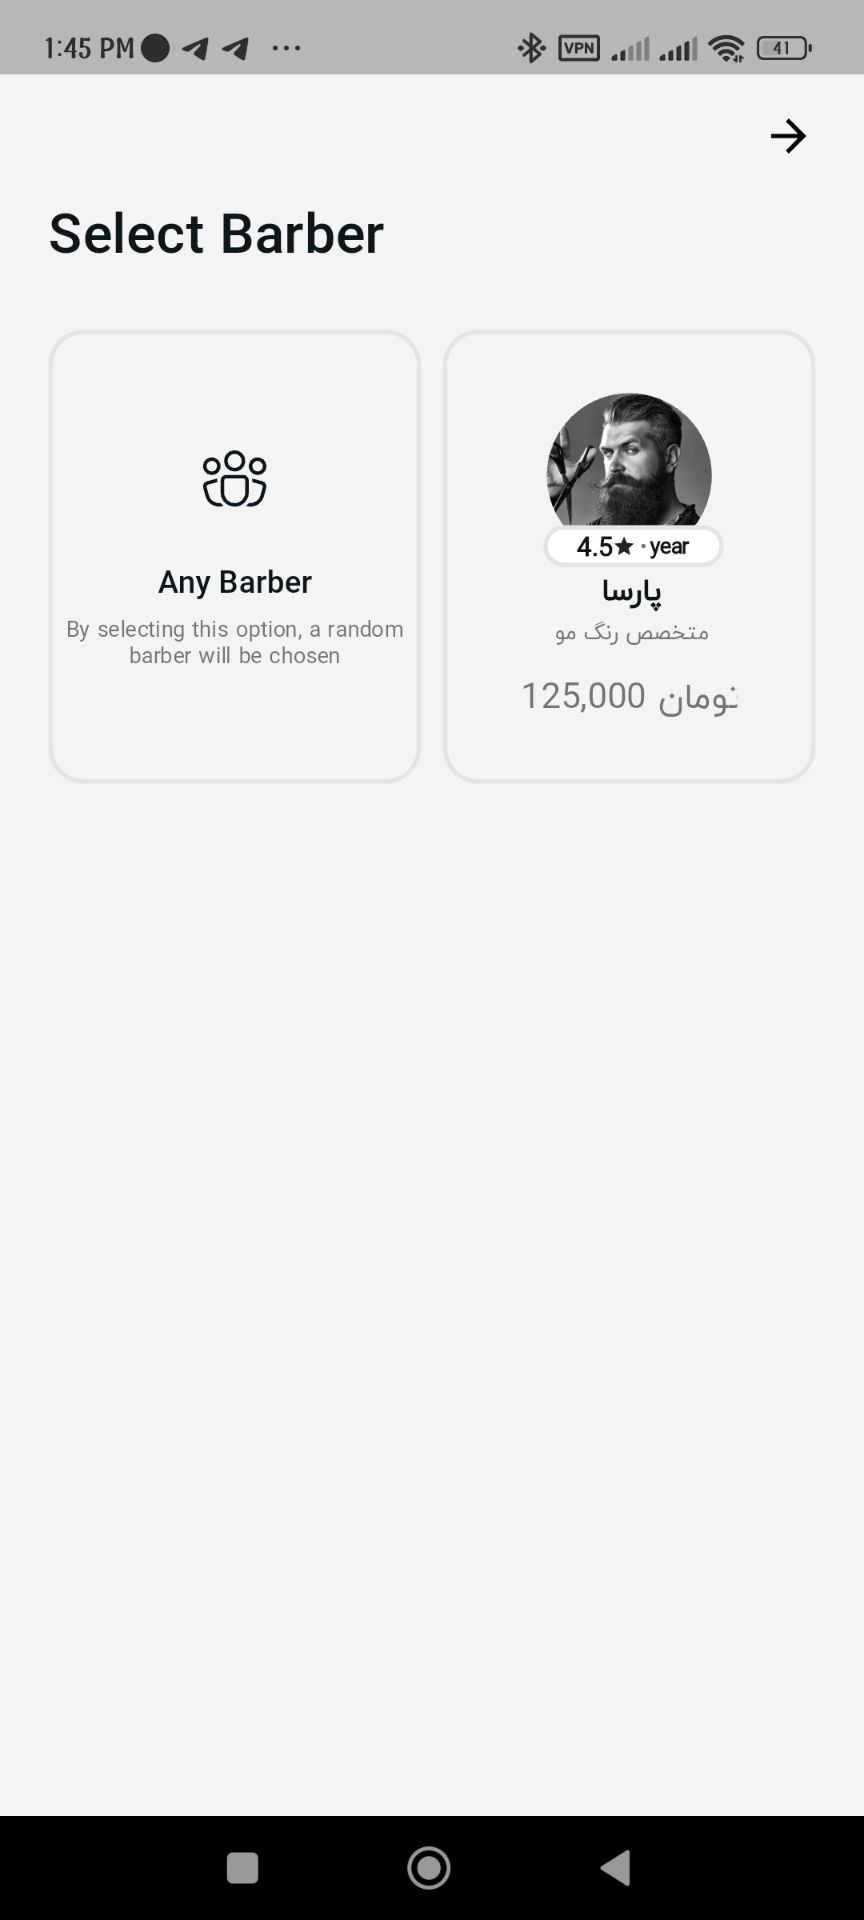 1:45 PM
VPN
41
Select Barber
Any Barber
By selecting this option, a random
barber will be chosen
4.5★ · year
پارسا
متخصص رنگ مو
125,000 تومان